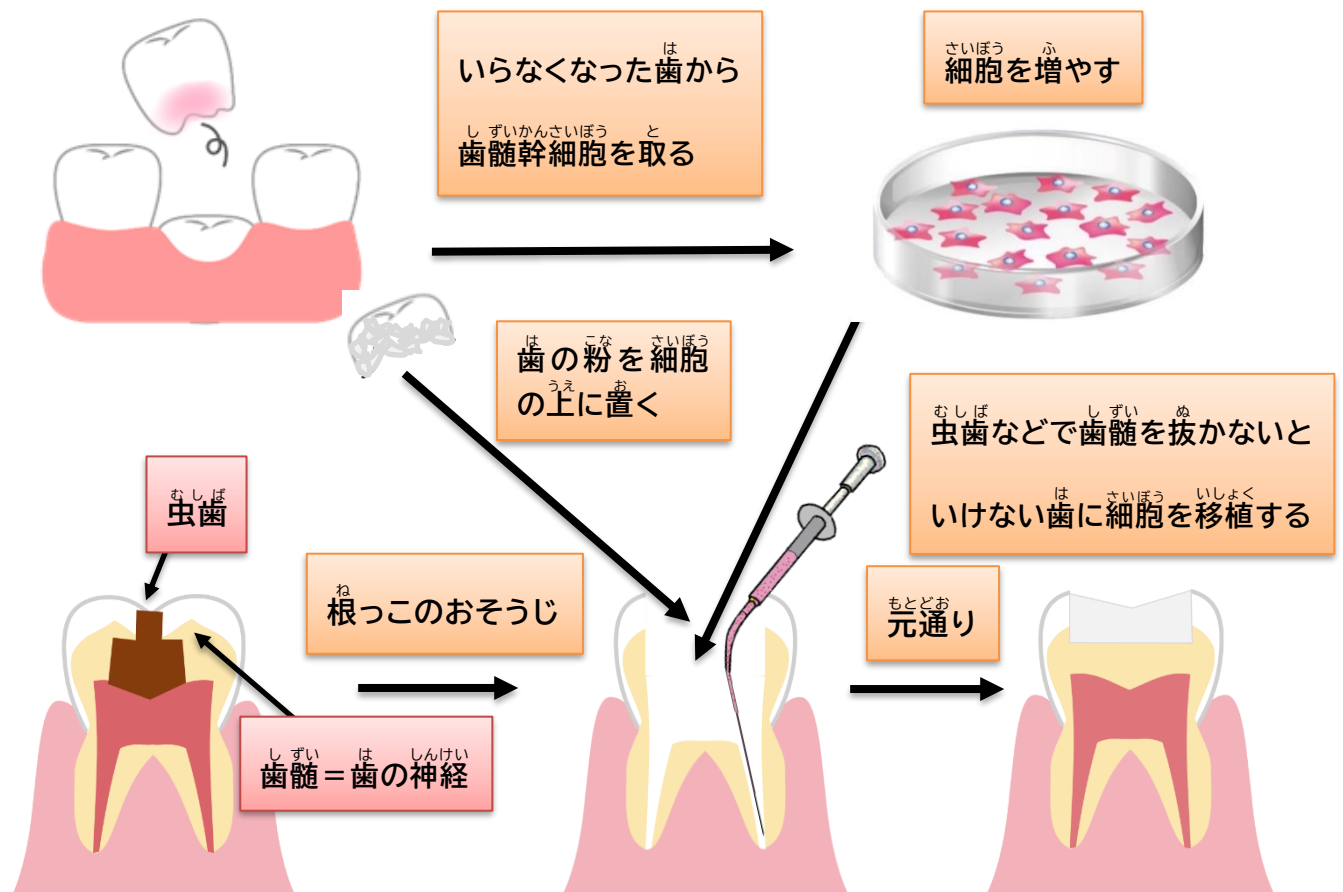 いらなくなった歯から
歯髄幹細胞を取る
細胞を増やす
歯の粉を細胞
の上に置く
虫歯などで歯髄を抜かないと
いけない歯に細胞を移植する
虫歯
根っこのおそうじ
元通り
歯髄=歯の神経